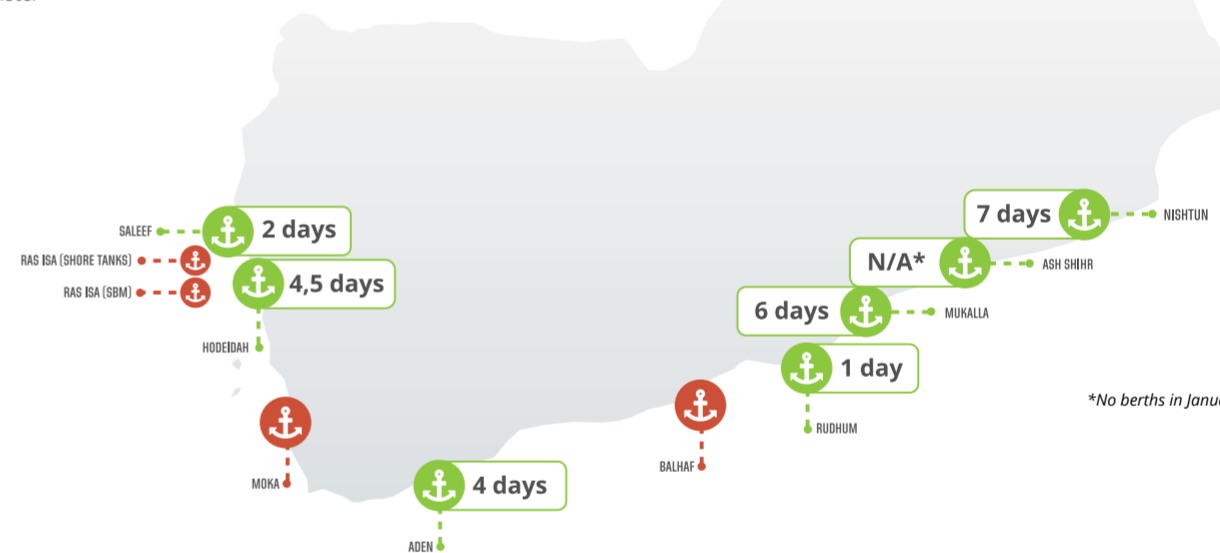 7 days
NISHTUN
SALEEF
2 days
RAS ISA (SHORE TANKS)
N/A*
ASH SHIHR
4,5 days
RAS ISA (SBM)
6 days
MUKALLA
HODEIDAH
1 day
*No berths in
RUDHUM
BALHAF
MOKA
4 days
ADEN